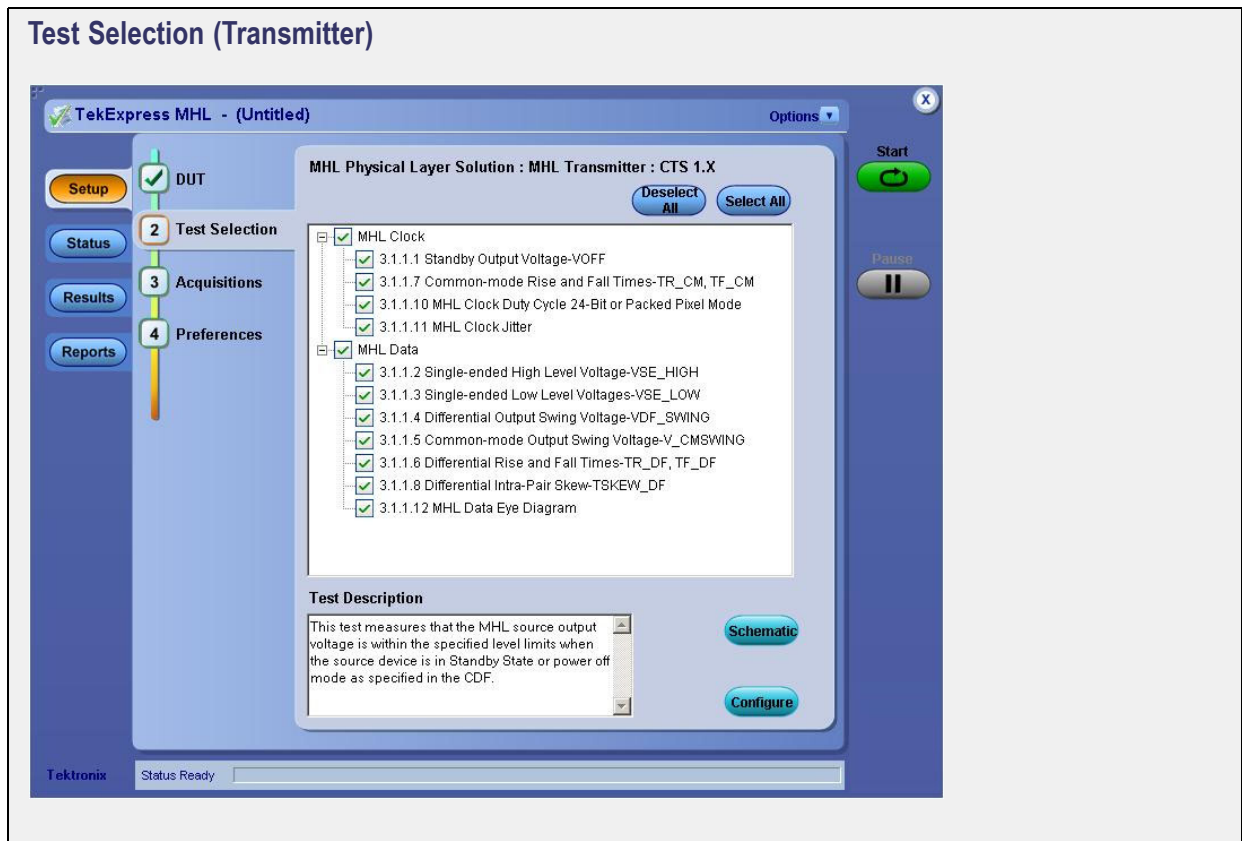 Test Selection (Transmitter)
TekExpress MHL - (Untitled)
Options
X
Setup
Status
Results
Reports
DUT
2 Test Selection
3 Acquisitions
4 Preferences
MHL Physical Layer Solution : MHL Transmitter : CTS 1.X
Deselect
All
Select All
MHL Clock
3.1.1.1 Standby Output Voltage-VOFF
3.1.1.7 Common-mode Rise and Fall Times-TR_CM, TF_CM
3.1.1.10 MHL Clock Duty Cycle 24-Bit or Packed Pixel Mode
3.1.1.11 MHL Clock Jitter
MHL Data
3.1.1.2 Single-ended High Level Voltage-VSE_HIGH
3.1.1.3 Single-ended Low Level Voltages-VSE_LOW
3.1.1.4 Differential Output Swing Voltage-VDF_SWING
3.1.1.5 Common-mode Output Swing Voltage-V_CMSWING
3.1.1.6 Differential Rise and Fall Times-TR_DF, TF_DF
3.1.1.8 Differential Intra-Pair Skew-TSKEW_DF
3.1.1.12 MHL Data Eye Diagram
Test Description
This test measures that the MHL source output
voltage is within the specified level limits when
the source device is in Standby State or power off
mode as specified in the CDF.
Schematic
Configure
Start
Pause
Tektronix
Status Ready